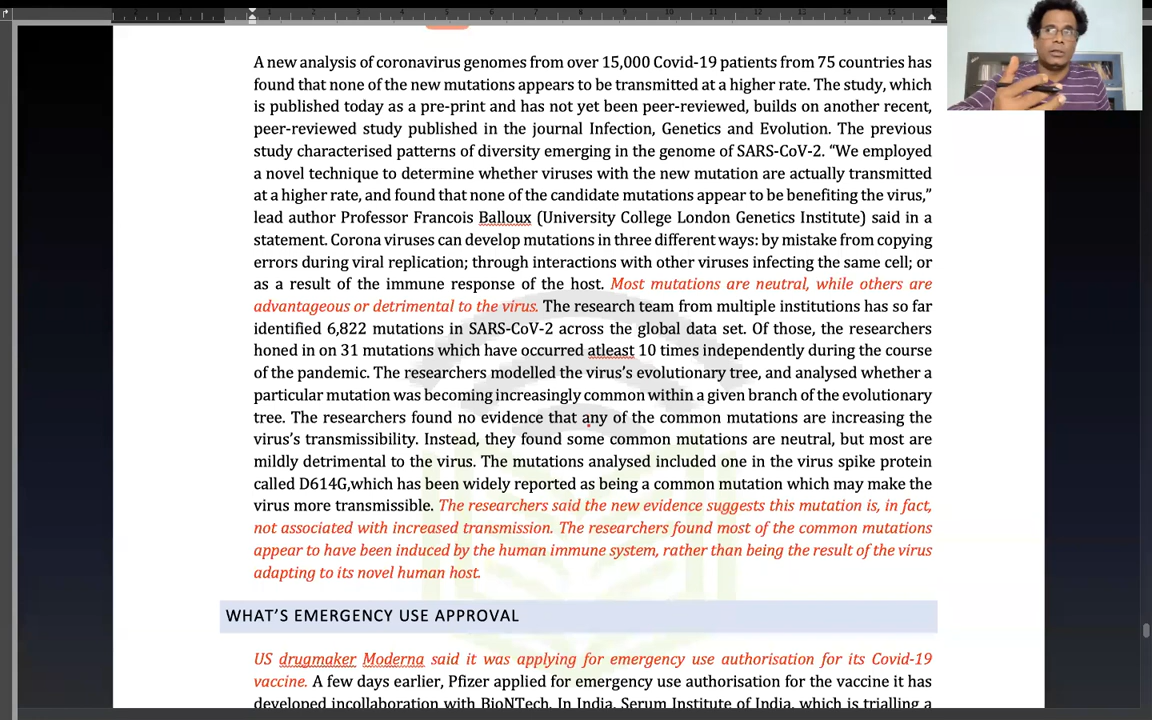 A new analysis of coronavirus genomes from over 15,000 Covid-19 patients from 75 countries has
found that none of the new mutations appears to be transmitted at a higher rate. The study, which
is published today as a pre-print and has not yet been peer-reviewed, builds on another recent,
peer-reviewed study published in the journal Infection, Genetics and Evolution. The previous
study characterised patterns of diversity emerging in the genome of SARS-CoV-2. “We employed
a novel technique to determine whether viruses with the new mutation are actually transmitted
at a higher rate, and found that none of the candidate mutations appear to be benefiting the virus,”
lead author Professor Francois Balloux (University College London Genetics Institute) said in a
statement. Corona viruses can develop mutations in three different ways: by mistake from copying
errors during viral replication; through interactions with other viruses infecting the same cell; or
as a result of the immune response of the host. Most mutations are neutral, while others are
advantageous or detrimental to the virus. The research team from multiple institutions has so far
identified 6,822 mutations in SARS-CoV-2 across the global data set. Of those, the researchers
honed in on 31 mutations which have occurred atleast 10 times independently during the course
of the pandemic. The researchers modelled the virus’s evolutionary tree, and analysed whether a
particular mutation was becoming increasingly common within a given branch of the evolutionary
tree. The researchers found no evidence that any of the common mutations are increasing the
virus’s transmissibility. Instead, they found some common mutations are neutral, but most are
mildly detrimental to the virus. The mutations analysed included one in the virus spike protein
called D614G,which has been widely reported as being a common mutation which may make the
virus more transmissible. The researchers said the new evidence suggests this mutation is, in fact,
not associated with increased transmission. The researchers found most of the common mutations
appear to have been induced by the human immune system, rather than being the result of the virus
adapting to its novel human host.
WHAT’S EMERGENCY USE APPROVAL
US drugmaker Moderna said it was applying for emergency use authorisation for its Covid-19
vaccine. A few days earlier, Pfizer applied for emergency use authorisation for the vaccine it has
developed incollaboration with BioNTech. In India, Serum Institute of India, which is trialling a